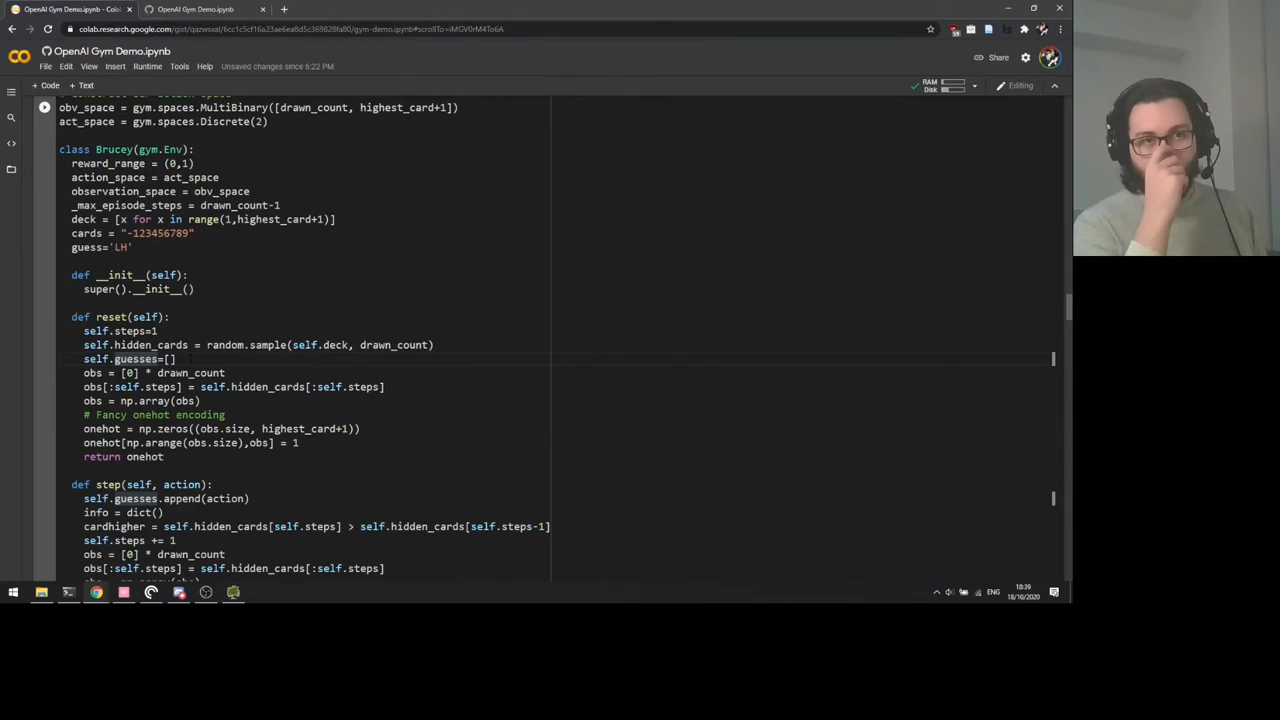 OpenAI Gym Demo.ipynb - Colab
OpenAI Gym Demo.ipynb
colab.research.google.com/gist/qazwsxal/6cc1c5cf16a23ae6ea8d5c369828fa80/gym-demo.ipynb#scrollTo=iMGV0rM4To6A
OpenAI Gym Demo.ipynb
Share
File Edit View Insert Runtime Tools Help Unsaved changes since 6:22 PM
+ Code + Text
RAM
Disk
Editing
obv_space = gym.spaces.MultiBinary([drawn_count, highest_card+1])
act_space = gym.spaces.Discrete(2)
class Brucey(gym.Env):
reward_range = (0,1)
action_space = act_space
observation_space = obv_space
_max_episode_steps = drawn_count-1
deck = [x for x in range(1,highest_card+1)]
cards = "-123456789"
guess='LH'
def __init__(self):
super().__init__()
def reset(self):
self.steps=1
self.hidden_cards = random.sample(self.deck, drawn_count)
self.guesses=[]
obs = [0] * drawn_count
obs[:self.steps] = self.hidden_cards[:self.steps]
obs = np.array(obs)
# Fancy onehot encoding
onehot = np.zeros((obs.size, highest_card+1))
onehot[np.arange(obs.size),obs] = 1
return onehot
def step(self, action):
self.guesses.append(action)
info = dict()
cardhigher = self.hidden_cards[self.steps] > self.hidden_cards[self.steps-1]
self.steps += 1
obs = [0] * drawn_count
obs[:self.steps] = self.hidden_cards[:self.steps]
ENG
18:39
18/10/2020